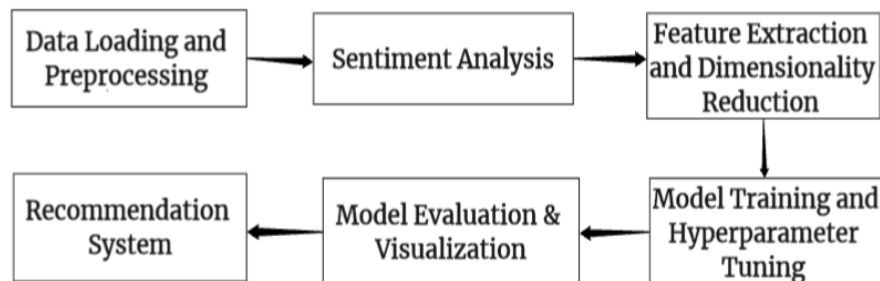 Data Loading and
Preprocessing
Sentiment Analysis
Feature Extraction
and Dimensionality
Reduction
Model Training and
Hyperparameter
Tuning
Model Evaluation &
Visualization
Recommendation
System